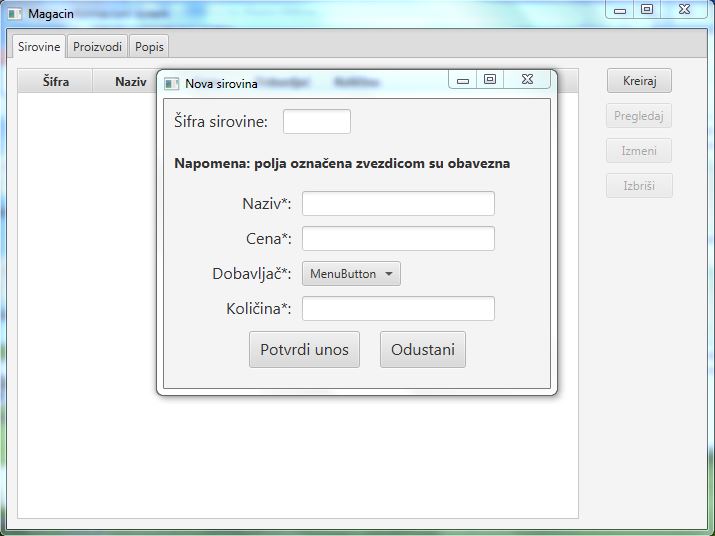 Magacin
Sirovine Proizvodi Popis
Šifra Naziv
Kreiraj
Pregledaj
Izmeni
Izbriši
Nova sirovina
Šifra sirovine:
Napomena: polja označena zvezdicom su obavezna
Naziv*:
Cena*:
Dobavljač*: MenuButton
Količina*:
Potvrdi unos Odustani